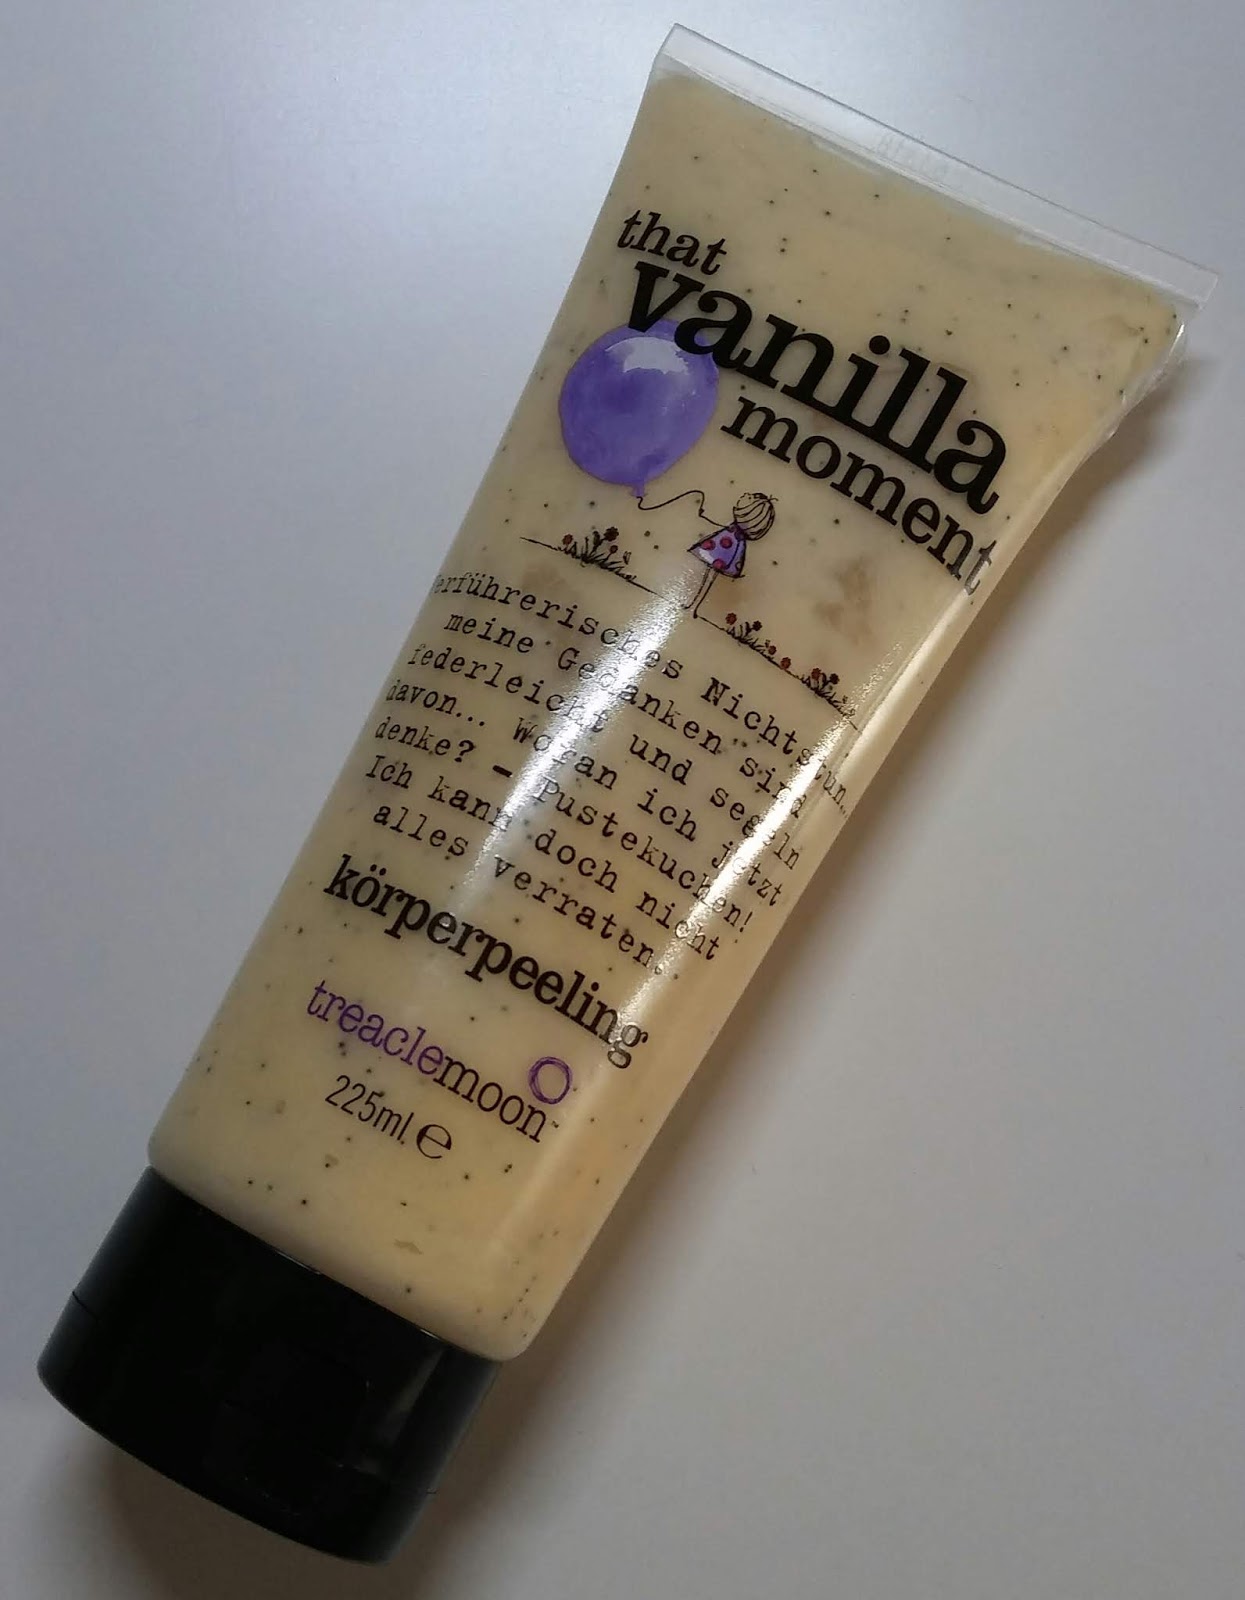 that
vanilla
moment
verführerisches Nichtstun...
meine Gedanken sind
federleicht und segeln
davon... Woran ich jetzt
denke? - Pustekuchen!
Ich kann doch nicht
alles verraten...
körperpeeling
treaclemoon™
225ml ℮